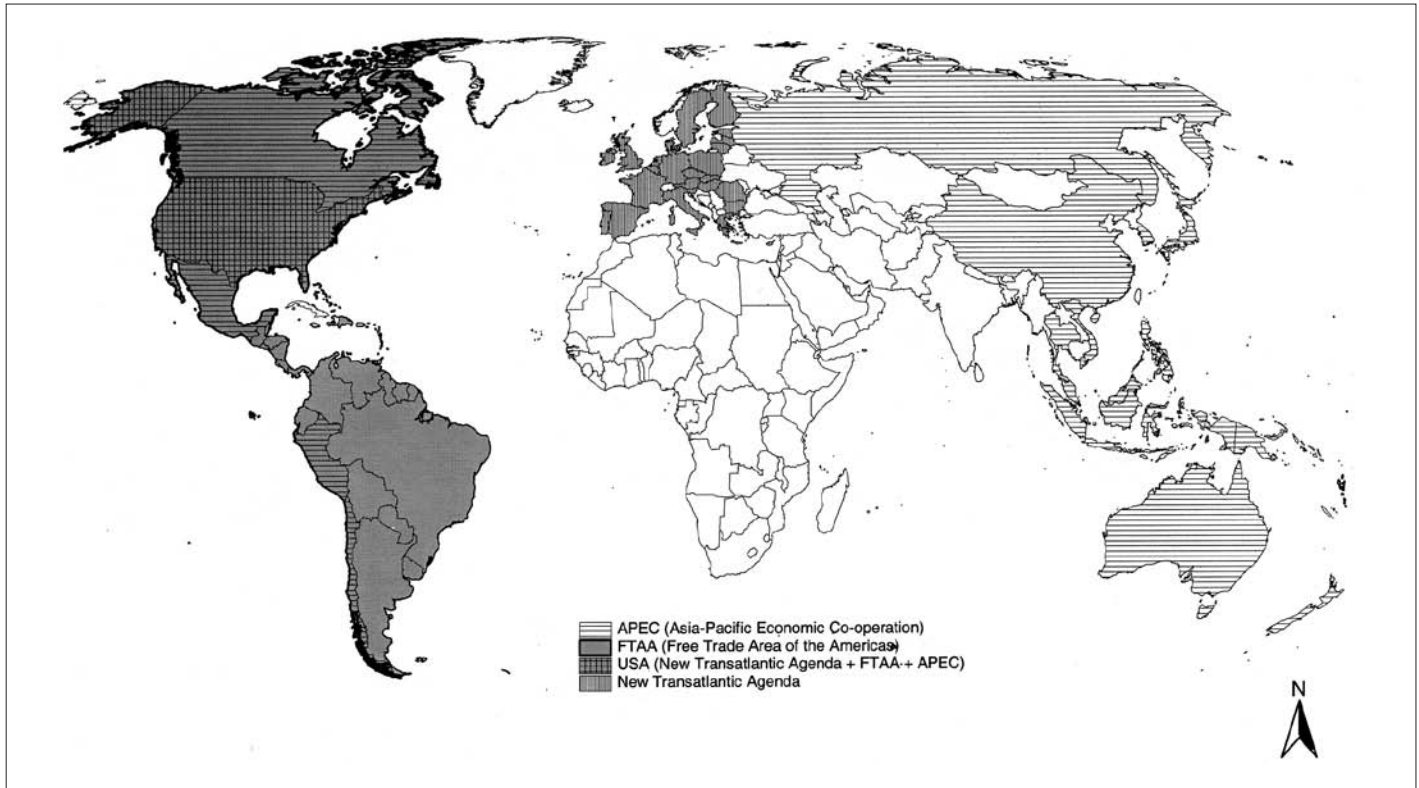 APEC (Asia-Pacific Economic Co-operation)
FTAA (Free Trade Area of the Americas)
USA (New Transatlantic Agenda + FTAA + APEC)
New Transatlantic Agenda
N